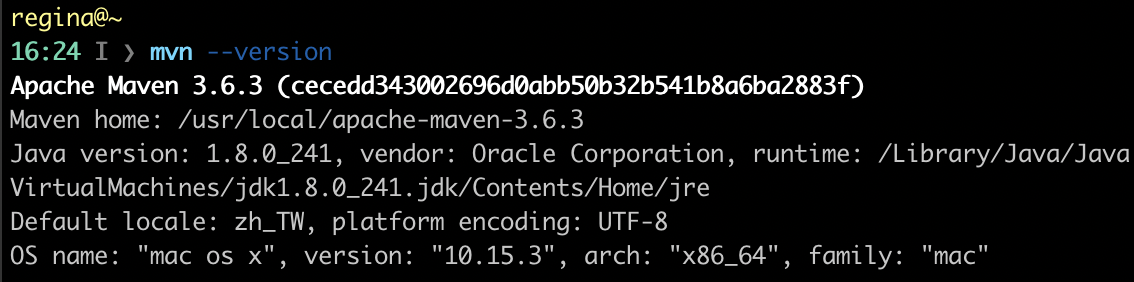 regina@~
16:24 I ❯ mvn --version
Apache Maven 3.6.3 (cecedd343002696d0abb50b32b541b8a6ba2883f)
Maven home: /usr/local/apache-maven-3.6.3
Java version: 1.8.0_241, vendor: Oracle Corporation, runtime: /Library/Java/Java
VirtualMachines/jdk1.8.0_241.jdk/Contents/Home/jre
Default locale: zh_TW, platform encoding: UTF-8
OS name: "mac os x", version: "10.15.3", arch: "x86_64", family: "mac"